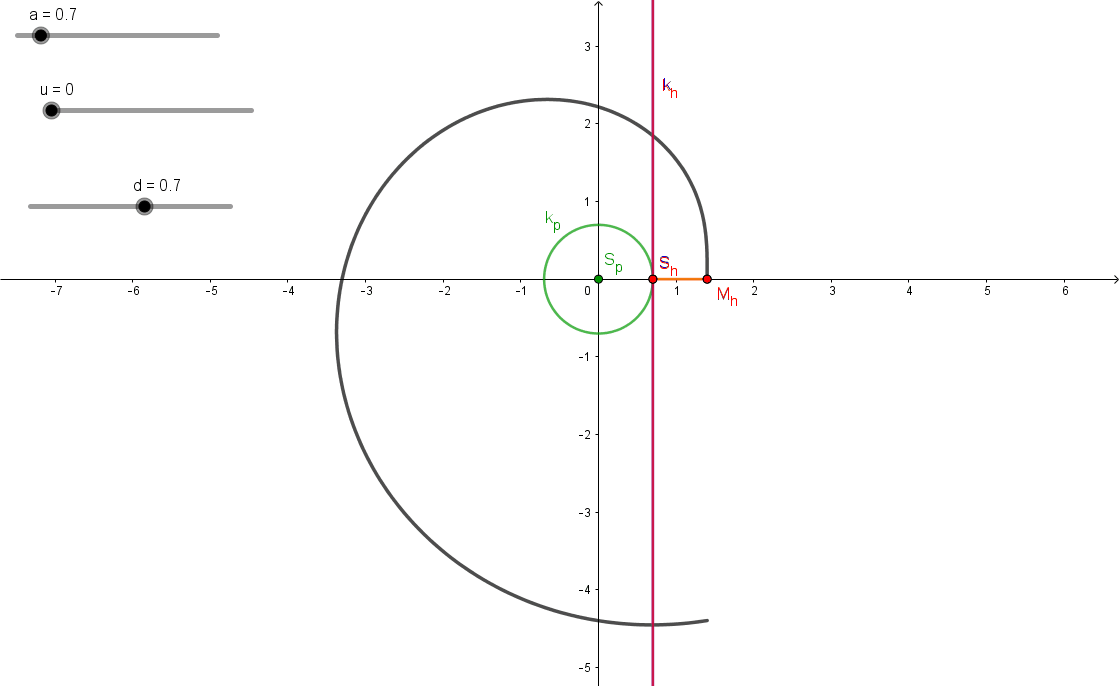 a = 0.7
u = 0
d = 0.7
3
2
1
-1
-2
-3
-4
-5
-7 -6 -5 -4 -3 -2 -1 0 1 2 3 4 5 6
k_h
k_p
S_p
S_h
M_h